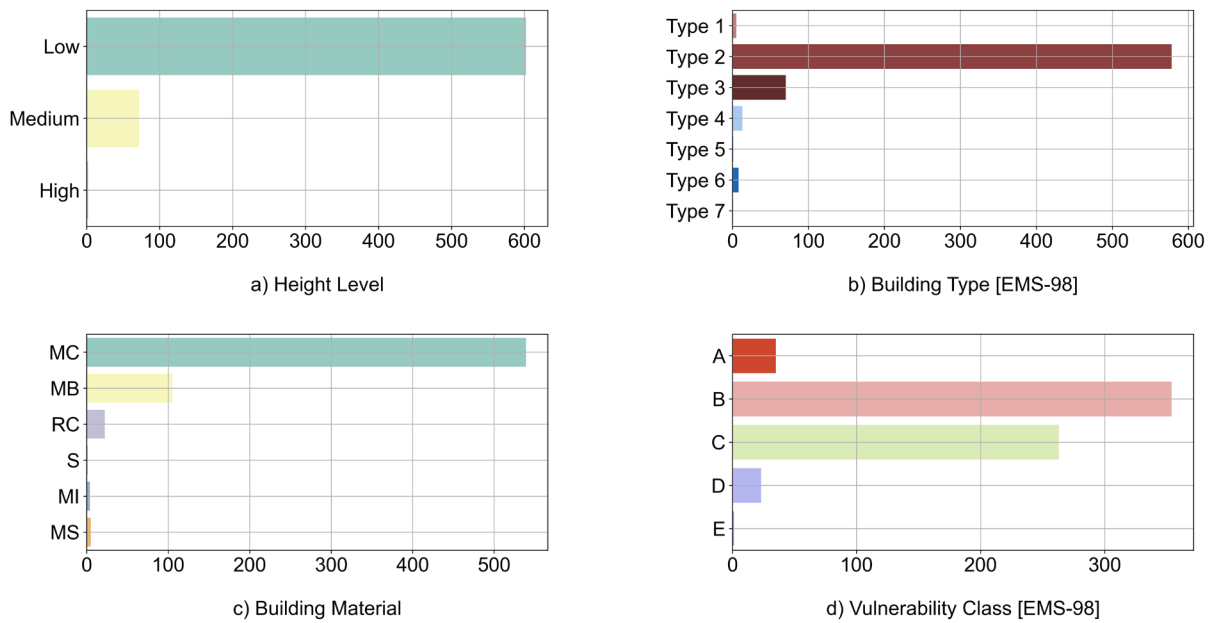 Low
Medium
High
0 100 200 300 400 500 600
a) Height Level
Type 1
Type 2
Type 3
Type 4
Type 5
Type 6
Type 7
0 100 200 300 400 500 600
b) Building Type [EMS-98]
MC
MB
RC
S
MI
MS
0 100 200 300 400 500
c) Building Material
A
B
C
D
E
0 100 200 300
d) Vulnerability Class [EMS-98]